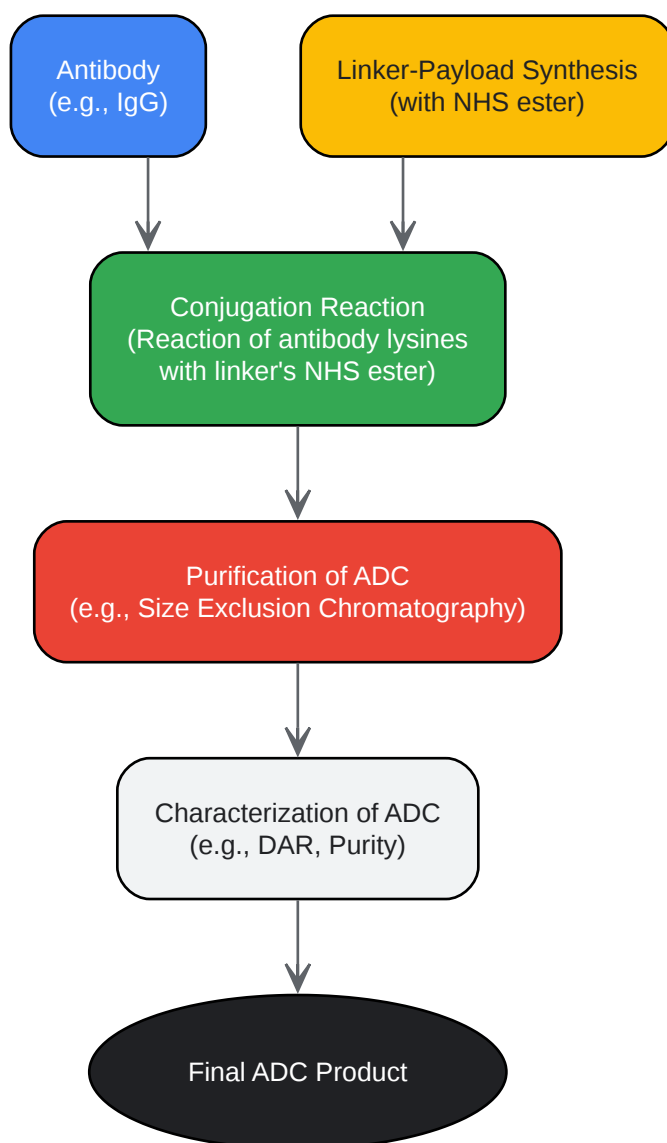 Antibody
(e.g., IgG)
Linker-Payload Synthesis
(with NHS ester)
Conjugation Reaction
(Reaction of antibody lysines
with linker's NHS ester)
Purification of ADC
(e.g., Size Exclusion Chromatography)
Characterization of ADC
(e.g., DAR, Purity)
Final ADC Product